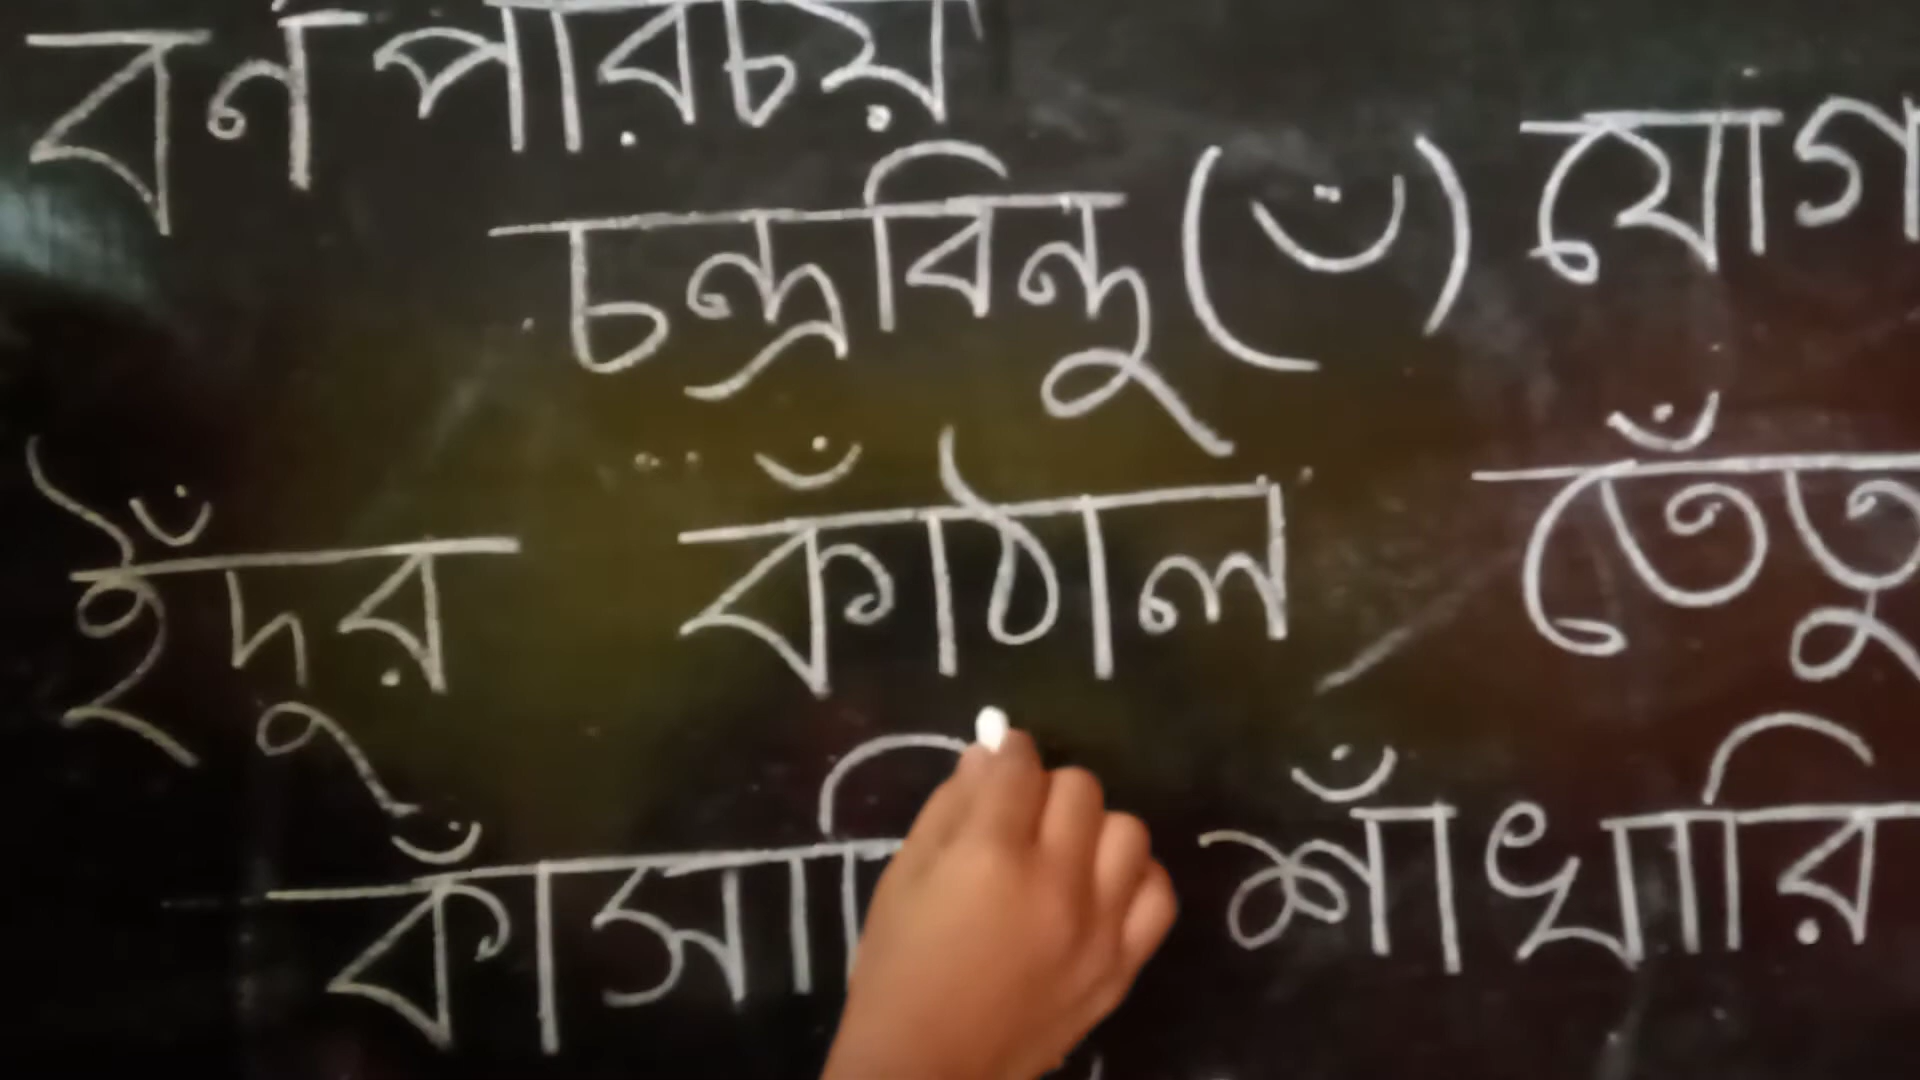 বর্ণপরিচয়
চন্দ্রবিন্দু (ঁ) যোগ
ইঁদুর কাঁঠাল
শাঁখারি